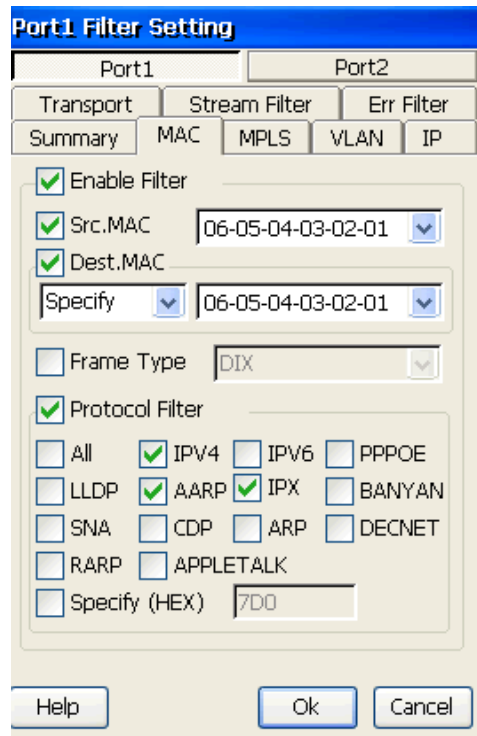 Port1 Filter Setting
Port1 Port2
Transport Stream Filter Err Filter
Summary MAC MPLS VLAN IP
Enable Filter
Src.MAC 06-05-04-03-02-01
Dest.MAC
Specify 06-05-04-03-02-01
Frame Type DIX
Protocol Filter
All IPV4 IPV6 PPPOE
LLDP AARP IPX BANYAN
SNA CDP ARP DECNET
RARP APPLETALK
Specify (HEX) 7D0
Help Ok Cancel